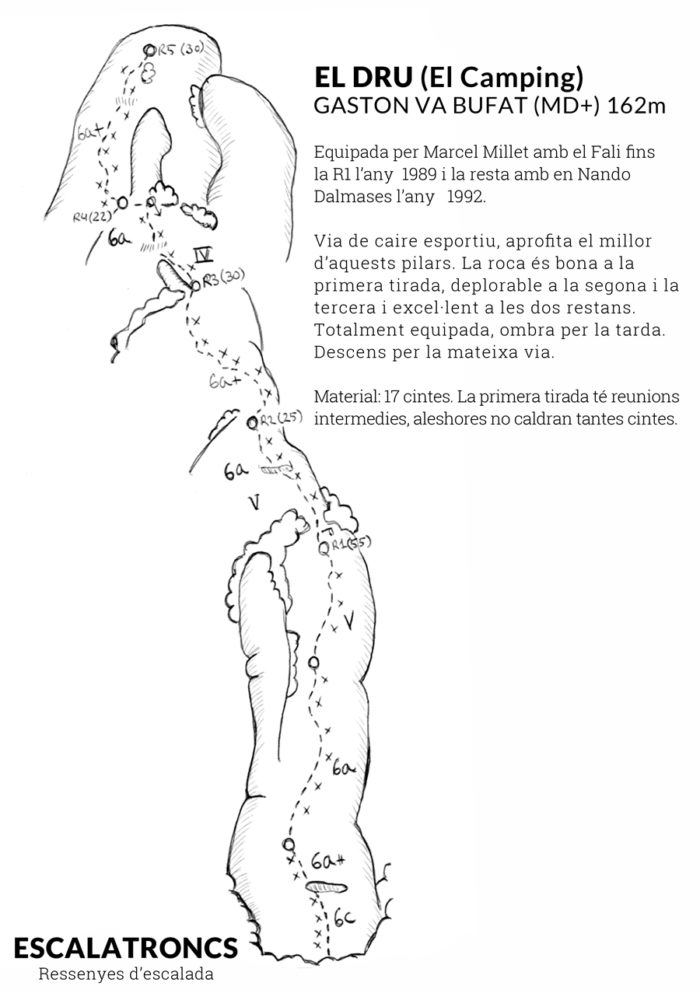 EL DRU (El Camping)
GASTON VA BUFAT (MD+) 162m
Equipada per Marcel Millet amb el Fali fins
la R1 l'any 1989 i la resta amb en Nando
Dalmases l'any 1992.
Via de caire esportiu, aprofita el millor
d'aquests pilars. La roca és bona a la
primera tirada, deplorable a la segona i la
tercera i excel·lent a les dos restans.
Totalment equipada, ombra per la tarda.
Descens per la mateixa via.
Material: 17 cintes. La primera tirada té reunions
intermedies, aleshores no caldran tantes cintes.
R5 (30)
6a+
R4(22)
6a
IV
R3(30)
6a+
R2(25)
6a
V
R1(55)
V
6a
6a+
6c
ESCALATRONCS
Ressenyes d'escalada